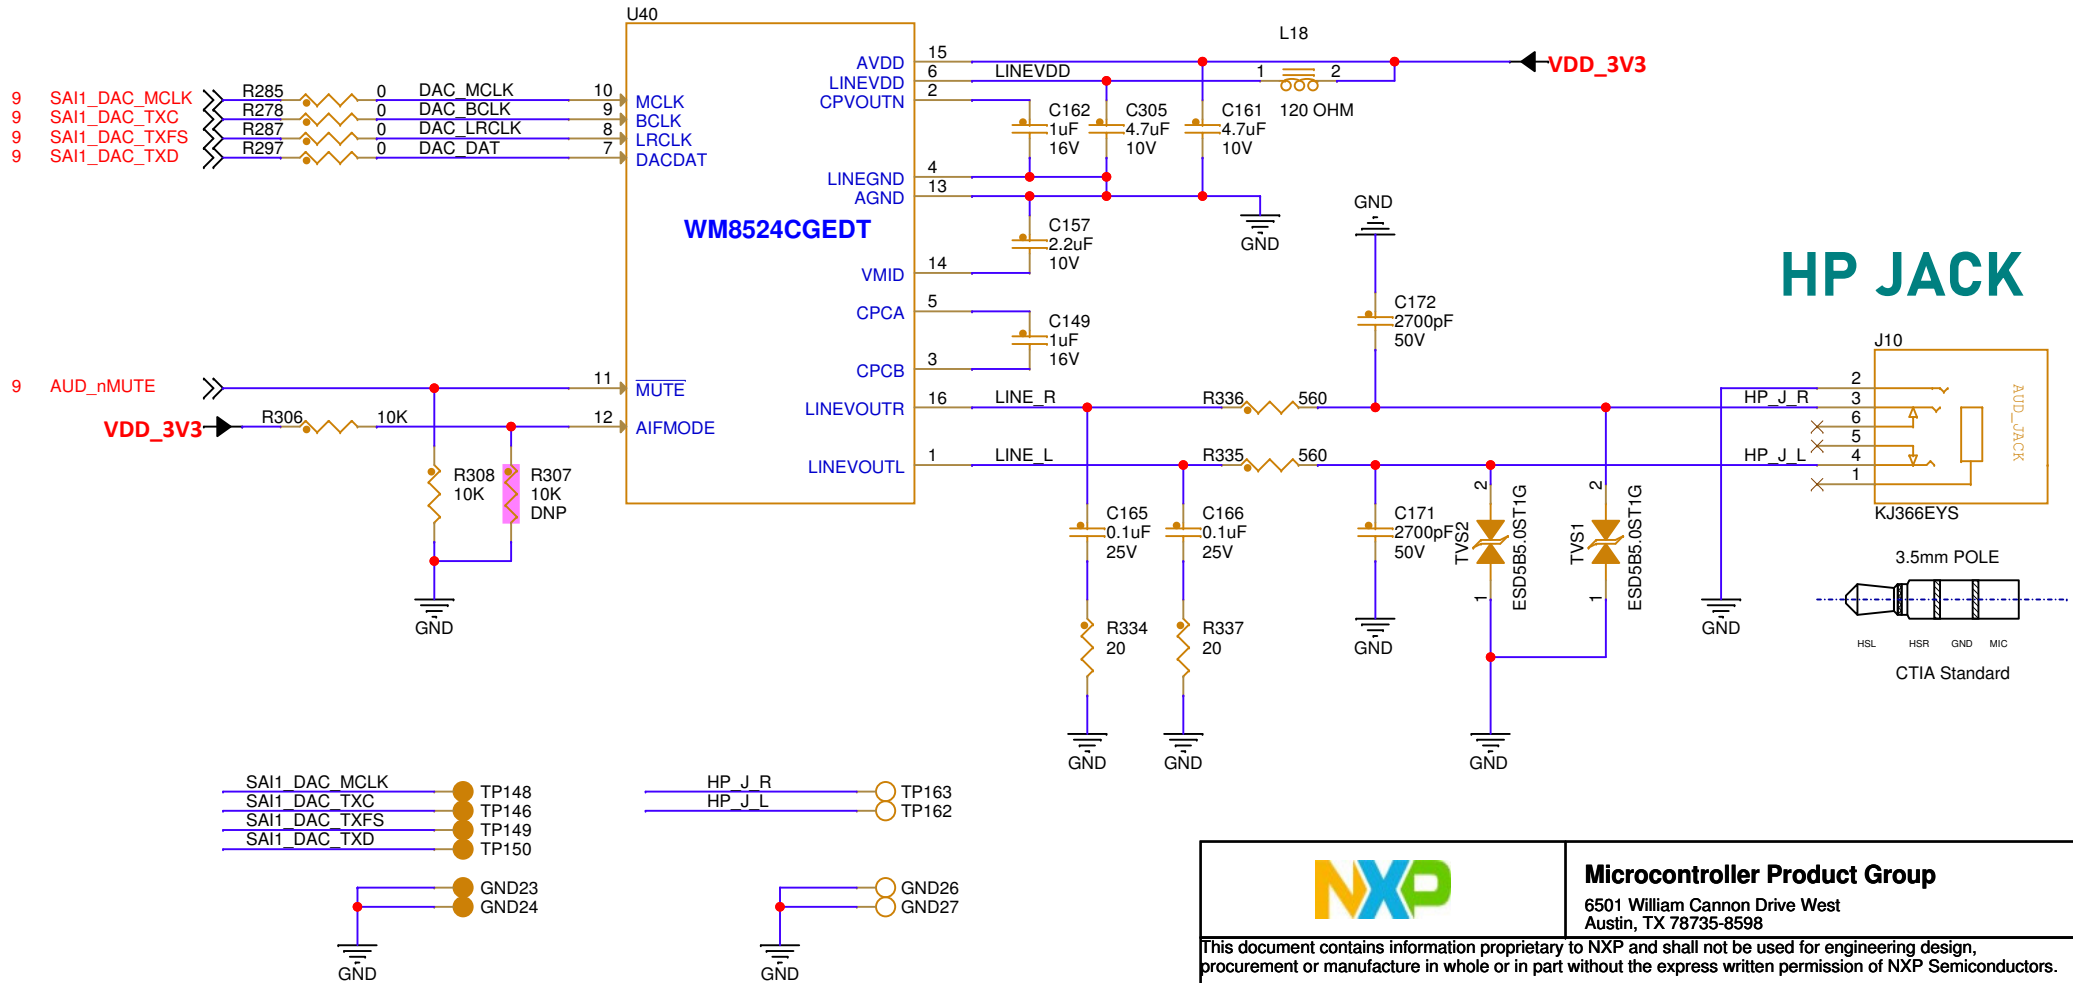 U40
L18
AVDD 15
LINEVDD 6 LINEVDD 1 2
CPVOUTN 2
VDD_3V3
120 OHM
9 SAI1_DAC_MCLK R285 0 DAC_MCLK 10 MCLK
9 SAI1_DAC_TXC R278 0 DAC_BCLK 9 BCLK
9 SAI1_DAC_TXFS R287 0 DAC_LRCLK 8 LRCLK
9 SAI1_DAC_TXD R297 0 DAC_DAT 7 DACDAT
C162
1uF
16V
C305
4.7uF
10V
C161
4.7uF
10V
LINEGND 4
AGND 13
GND
WM8524CGEDT
C157
2.2uF
10V
VMID 14
CPCA 5
C149
1uF
16V
CPCB 3
GND
C172
2700pF
50V
HP JACK
J10
AUD_JACK
2
HP_J_R 3
6
5
HP_J_L 4
1
KJ366EYS
9 AUD_nMUTE 11 MUTE
VDD_3V3 R306 10K 12 AIFMODE
LINEVOUTR 16 LINE_R R336 560
LINEVOUTL 1 LINE_L R335 560
R308
10K
R307
10K
DNP
GND
C165
0.1uF
25V
C166
0.1uF
25V
C171
2700pF
50V
2
TVS2
ESD5B5.0ST1G
1
2
TVS1
ESD5B5.0ST1G
1
R334
20
R337
20
GND
GND
GND
GND
GND
3.5mm POLE
HSL HSR GND MIC
CTIA Standard
SAI1_DAC_MCLK TP148
SAI1_DAC_TXC TP146
SAI1_DAC_TXFS TP149
SAI1_DAC_TXD TP150
GND23
GND24
GND
HP_J_R TP163
HP_J_L TP162
GND26
GND27
GND
NXP
Microcontroller Product Group
6501 William Cannon Drive West
Austin, TX 78735-8598
This document contains information proprietary to NXP and shall not be used for engineering design,
procurement or manufacture in whole or in part without the express written permission of NXP Semiconductors.